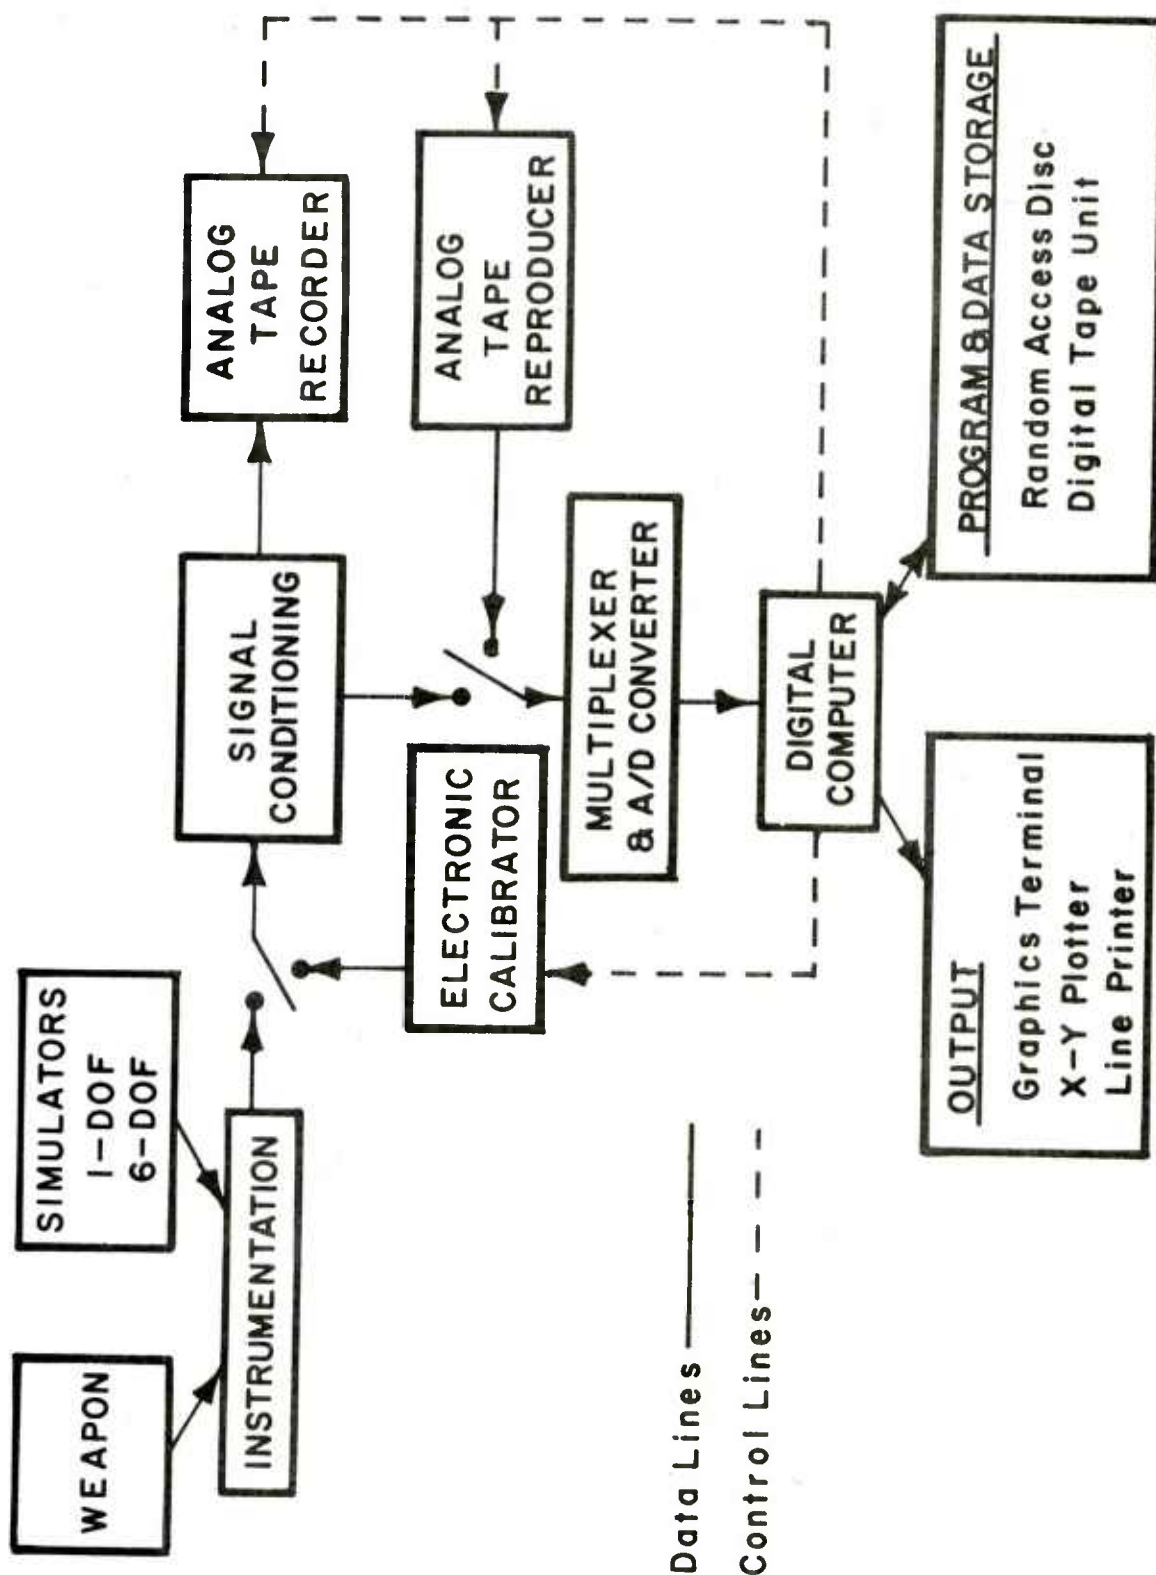 WEAPON
SIMULATORS
1-DOF
6-DOF
INSTRUMENTATION
SIGNAL
CONDITIONING
ANALOG
TAPE
RECORDER
ELECTRONIC
CALIBRATOR
ANALOG
TAPE
REPRODUCER
MULTIPLEXER
& A/D CONVERTER
DIGITAL
COMPUTER
Data Lines
Control Lines
OUTPUT
Graphics Terminal
X-Y Plotter
Line Printer
PROGRAM & DATA STORAGE
Random Access Disc
Digital Tape Unit